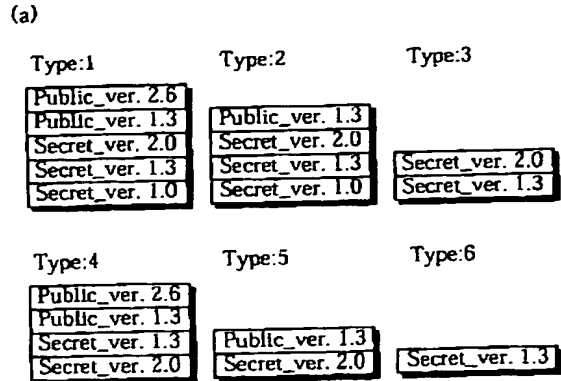 (a)
Type:1 Type:2 Type:3
Public_ver. 2.6
Public_ver. 1.3
Secret_ver. 2.0
Secret_ver. 1.3
Secret_ver. 1.0
Public_ver. 1.3
Secret_ver. 2.0
Secret_ver. 1.3
Secret_ver. 1.0
Secret_ver. 2.0
Secret_ver. 1.3
Type:4 Type:5 Type:6
Public_ver. 2.6
Public_ver. 1.3
Secret_ver. 1.3
Secret_ver. 2.0
Public_ver. 1.3
Secret_ver. 2.0
Secret_ver. 1.3